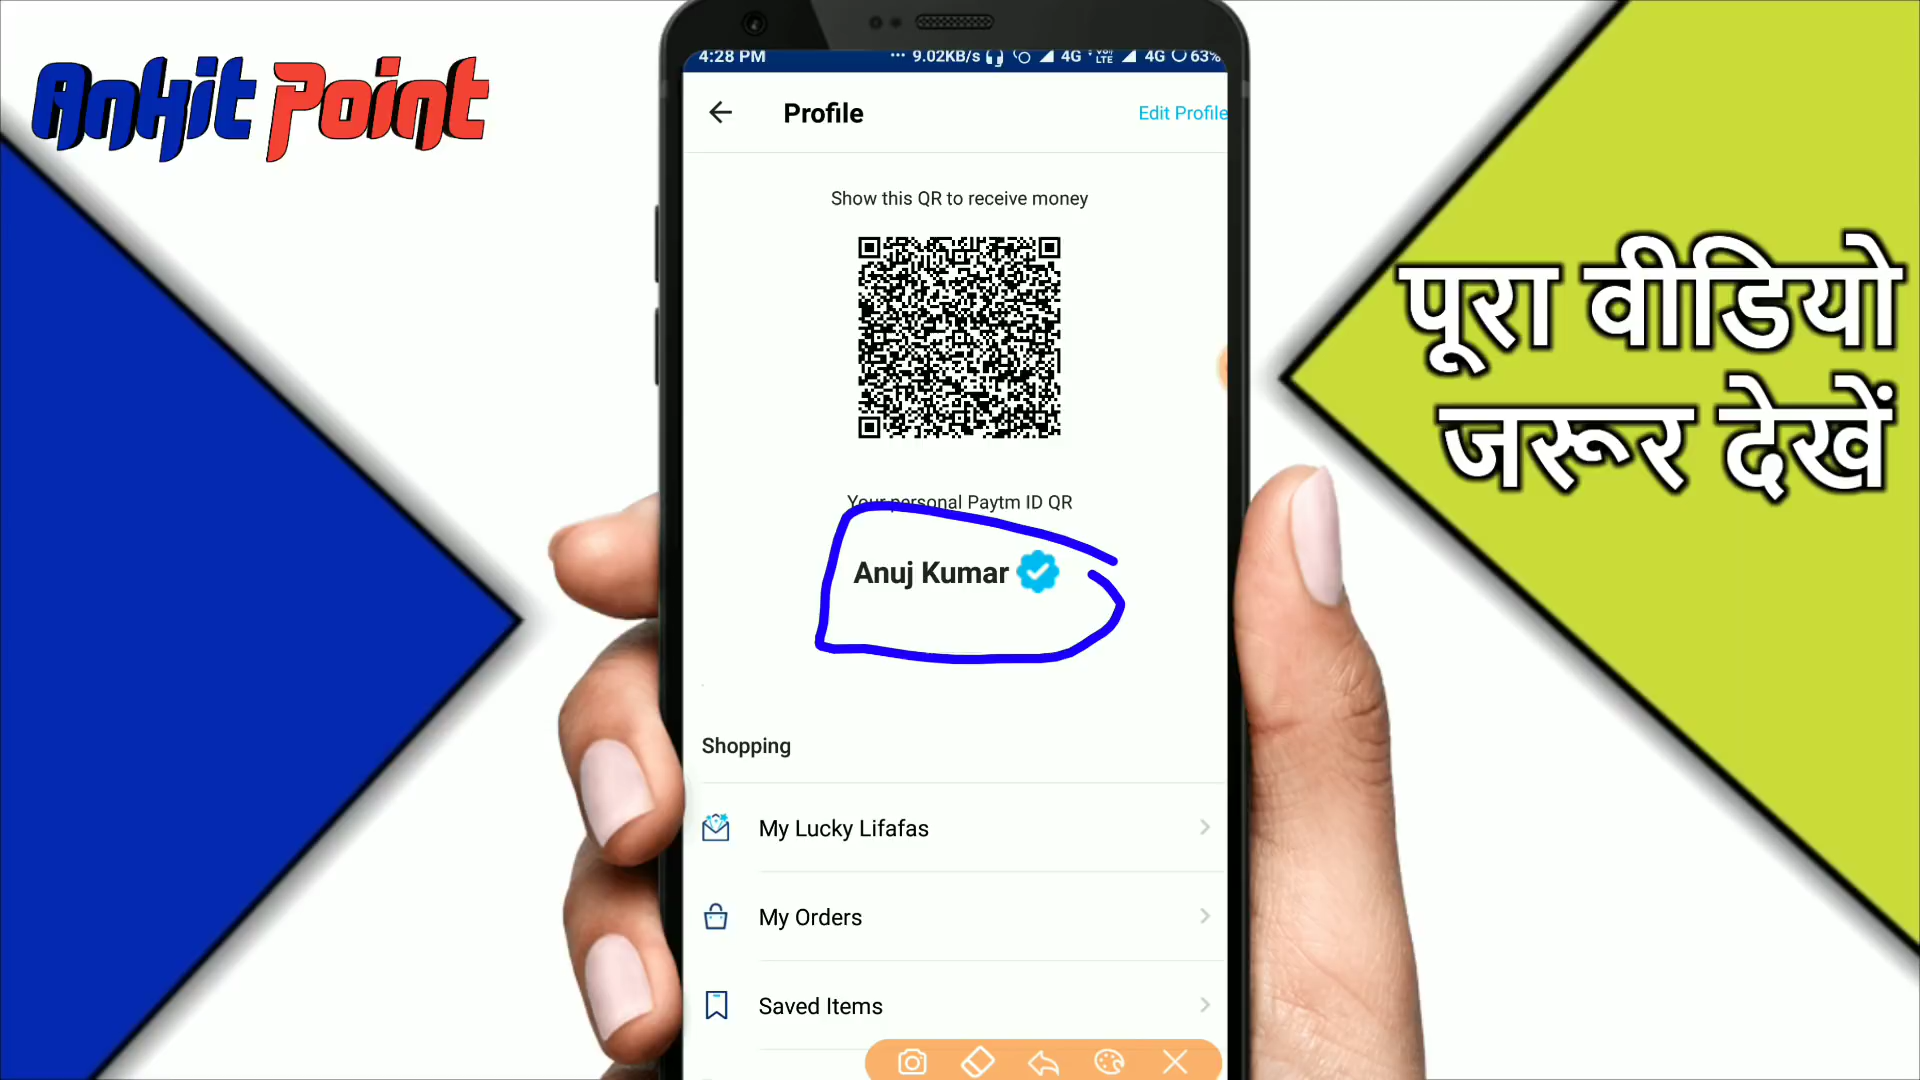 Ankit Point
4:28 PM ... 9.02KB/s 4G VoLTE 4G 63%
Profile
Edit Profile
Show this QR to receive money
Your personal Paytm ID QR
Anuj Kumar
पूरा वीडियो
जरूर देखें
Shopping
My Lucky Lifafas
My Orders
Saved Items